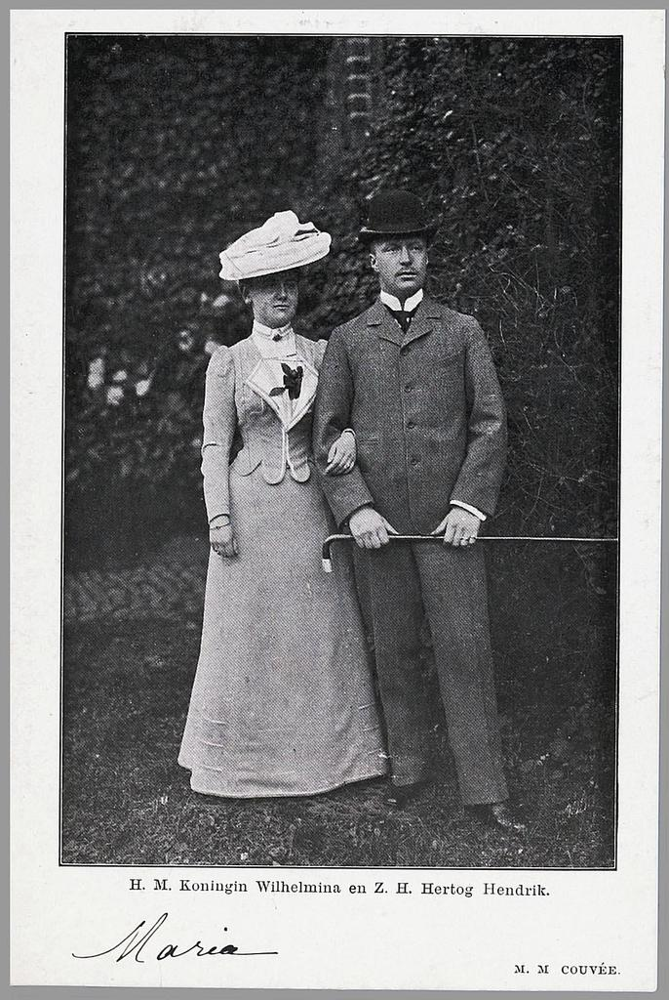 H. M. Koningin Wilhelmina en Z. H. Hertog Hendrik.
Maria
M. M COUVÉE.